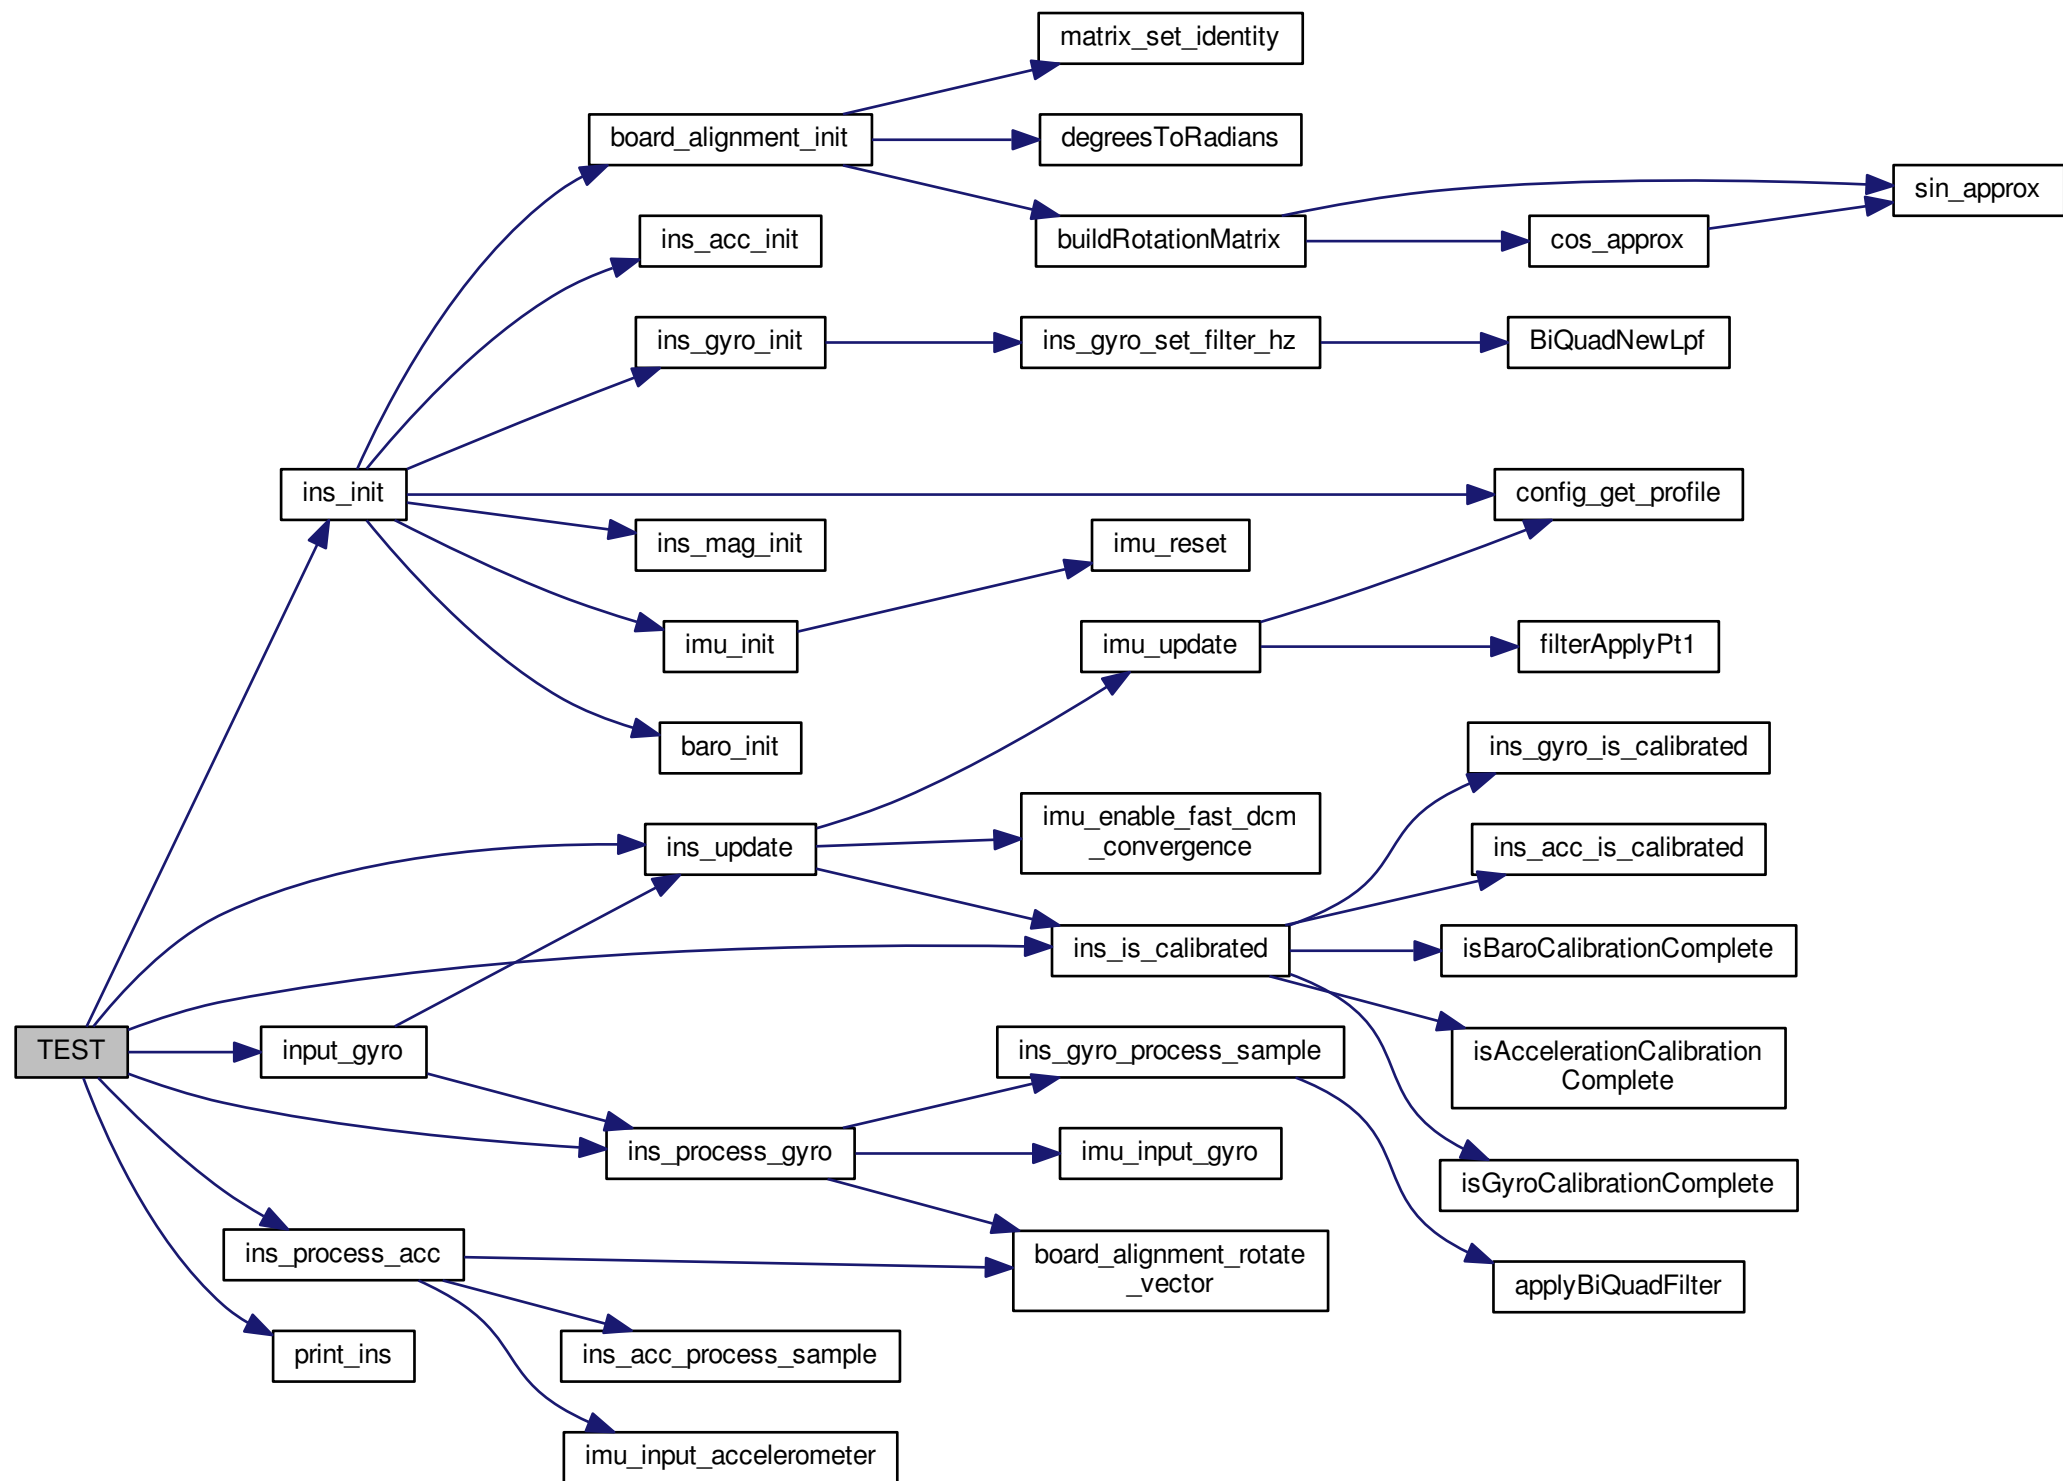 matrix_set_identity
board_alignment_init
degreesToRadians
sin_approx
ins_acc_init
buildRotationMatrix
cos_approx
ins_gyro_init
ins_gyro_set_filter_hz
BiQuadNewLpf
ins_init
config_get_profile
ins_mag_init
imu_reset
imu_init
imu_update
filterApplyPt1
baro_init
ins_gyro_is_calibrated
imu_enable_fast_dcm
_convergence
ins_update
ins_acc_is_calibrated
ins_is_calibrated
isBaroCalibrationComplete
TEST
input_gyro
ins_gyro_process_sample
isAccelerationCalibration
Complete
ins_process_gyro
imu_input_gyro
isGyroCalibrationComplete
ins_process_acc
board_alignment_rotate
_vector
applyBiQuadFilter
print_ins
ins_acc_process_sample
imu_input_accelerometer